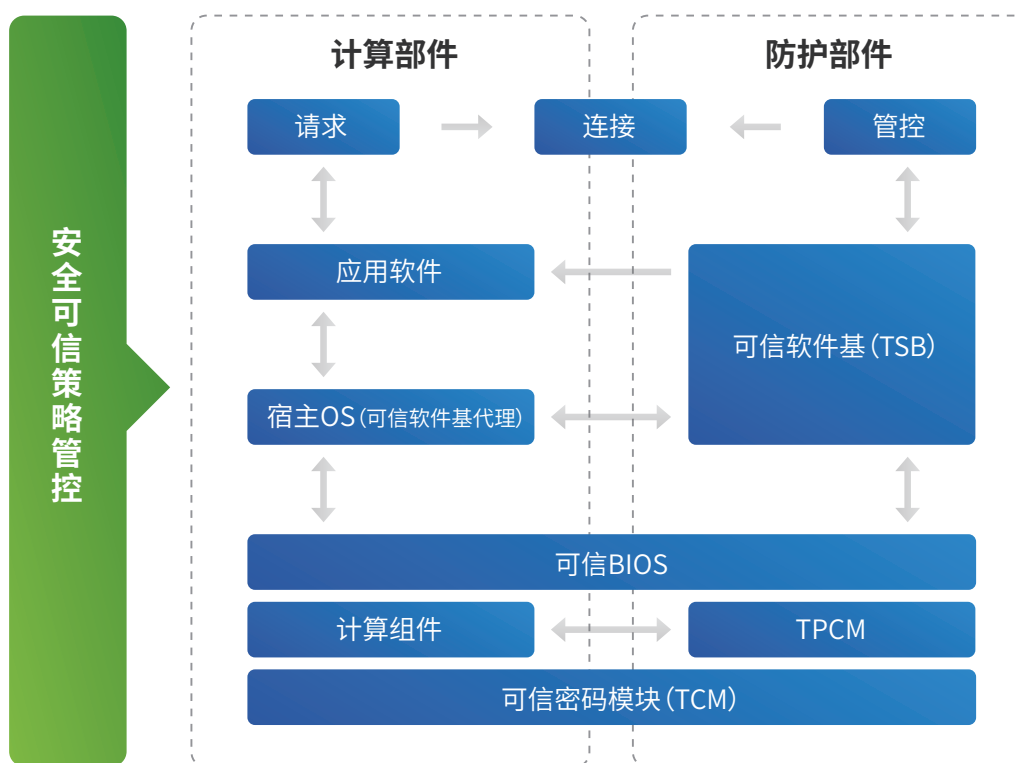 安全可信策略管控
计算部件
防护部件
请求
连接
管控
应用软件
可信软件基(TSB)
宿主OS(可信软件基代理)
可信BIOS
计算组件
TPCM
可信密码模块(TCM)